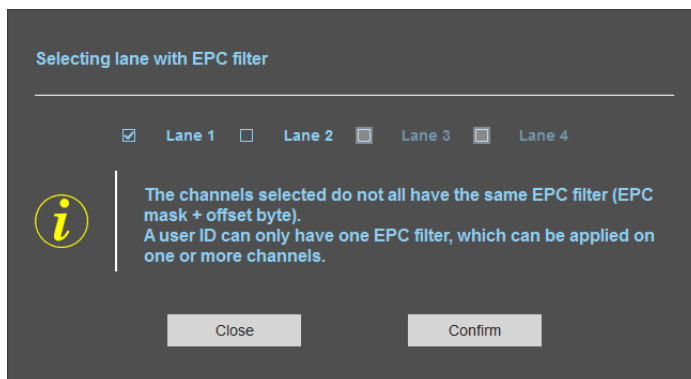 Selecting lane with EPC filter
Lane 1 Lane 2 Lane 3 Lane 4
The channels selected do not all have the same EPC filter (EPC
mask + offset byte).
A user ID can only have one EPC filter, which can be applied on
one or more channels.
Close Confirm